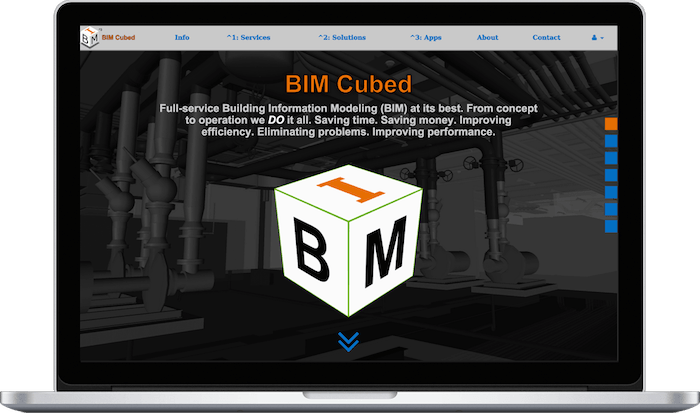 BIM Cubed
Info
^1: Services
^2: Solutions
^3: Apps
About
Contact
BIM Cubed
Full-service Building Information Modeling (BIM) at its best. From concept
to operation we DO it all. Saving time. Saving money. Improving
efficiency. Eliminating problems. Improving performance.
I
B M